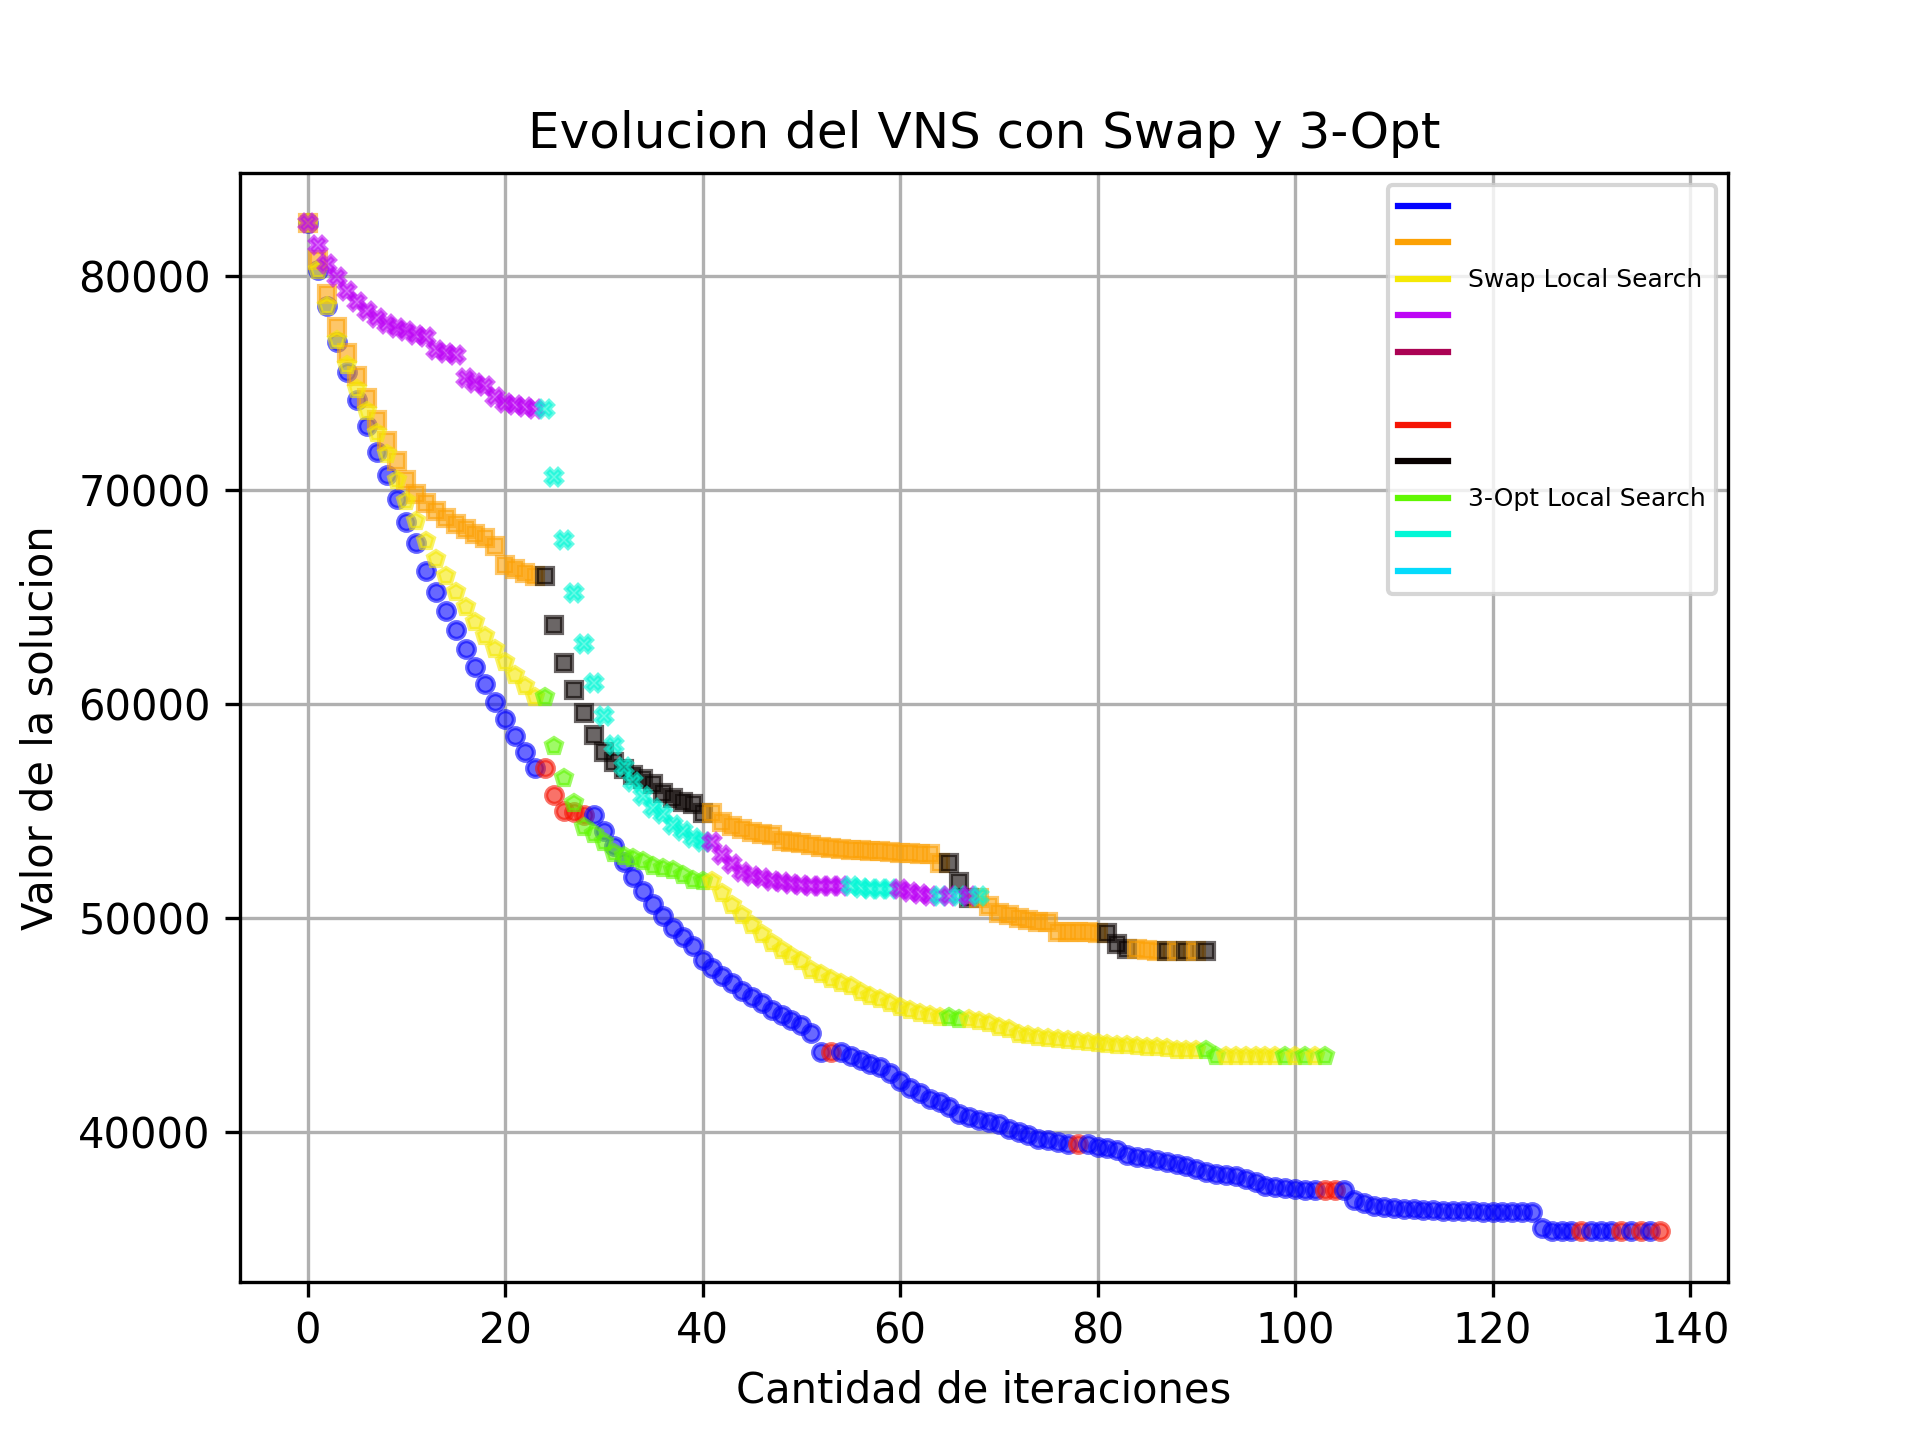 Evolucion del VNS con Swap y 3-Opt
Valor de la solucion
80000
70000
60000
50000
40000
Swap Local Search
3-Opt Local Search
0 20 40 60 80 100 120 140
Cantidad de iteraciones